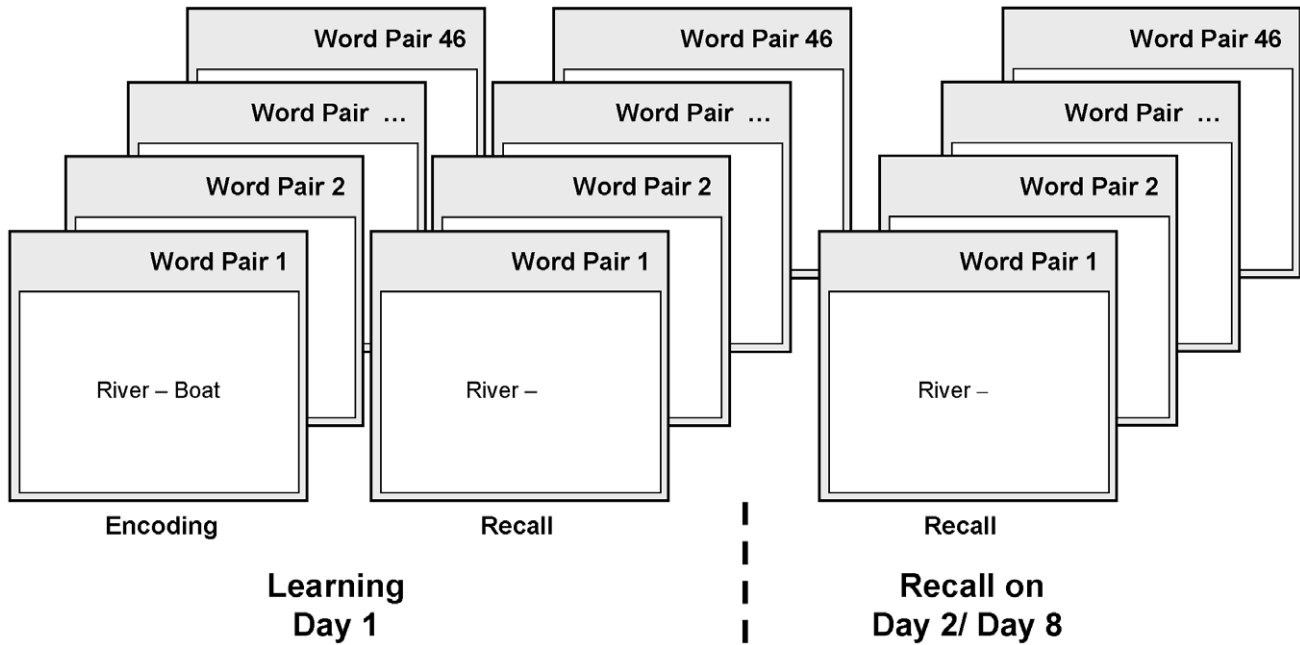 Word Pair 46
Word Pair 46
Word Pair 46
Word Pair …
Word Pair …
Word Pair …
Word Pair 2
Word Pair 2
Word Pair 2
Word Pair 1
Word Pair 1
Word Pair 1
River – Boat
River –
River –
Encoding
Recall
Recall
Learning
Day 1
Recall on
Day 2/ Day 8